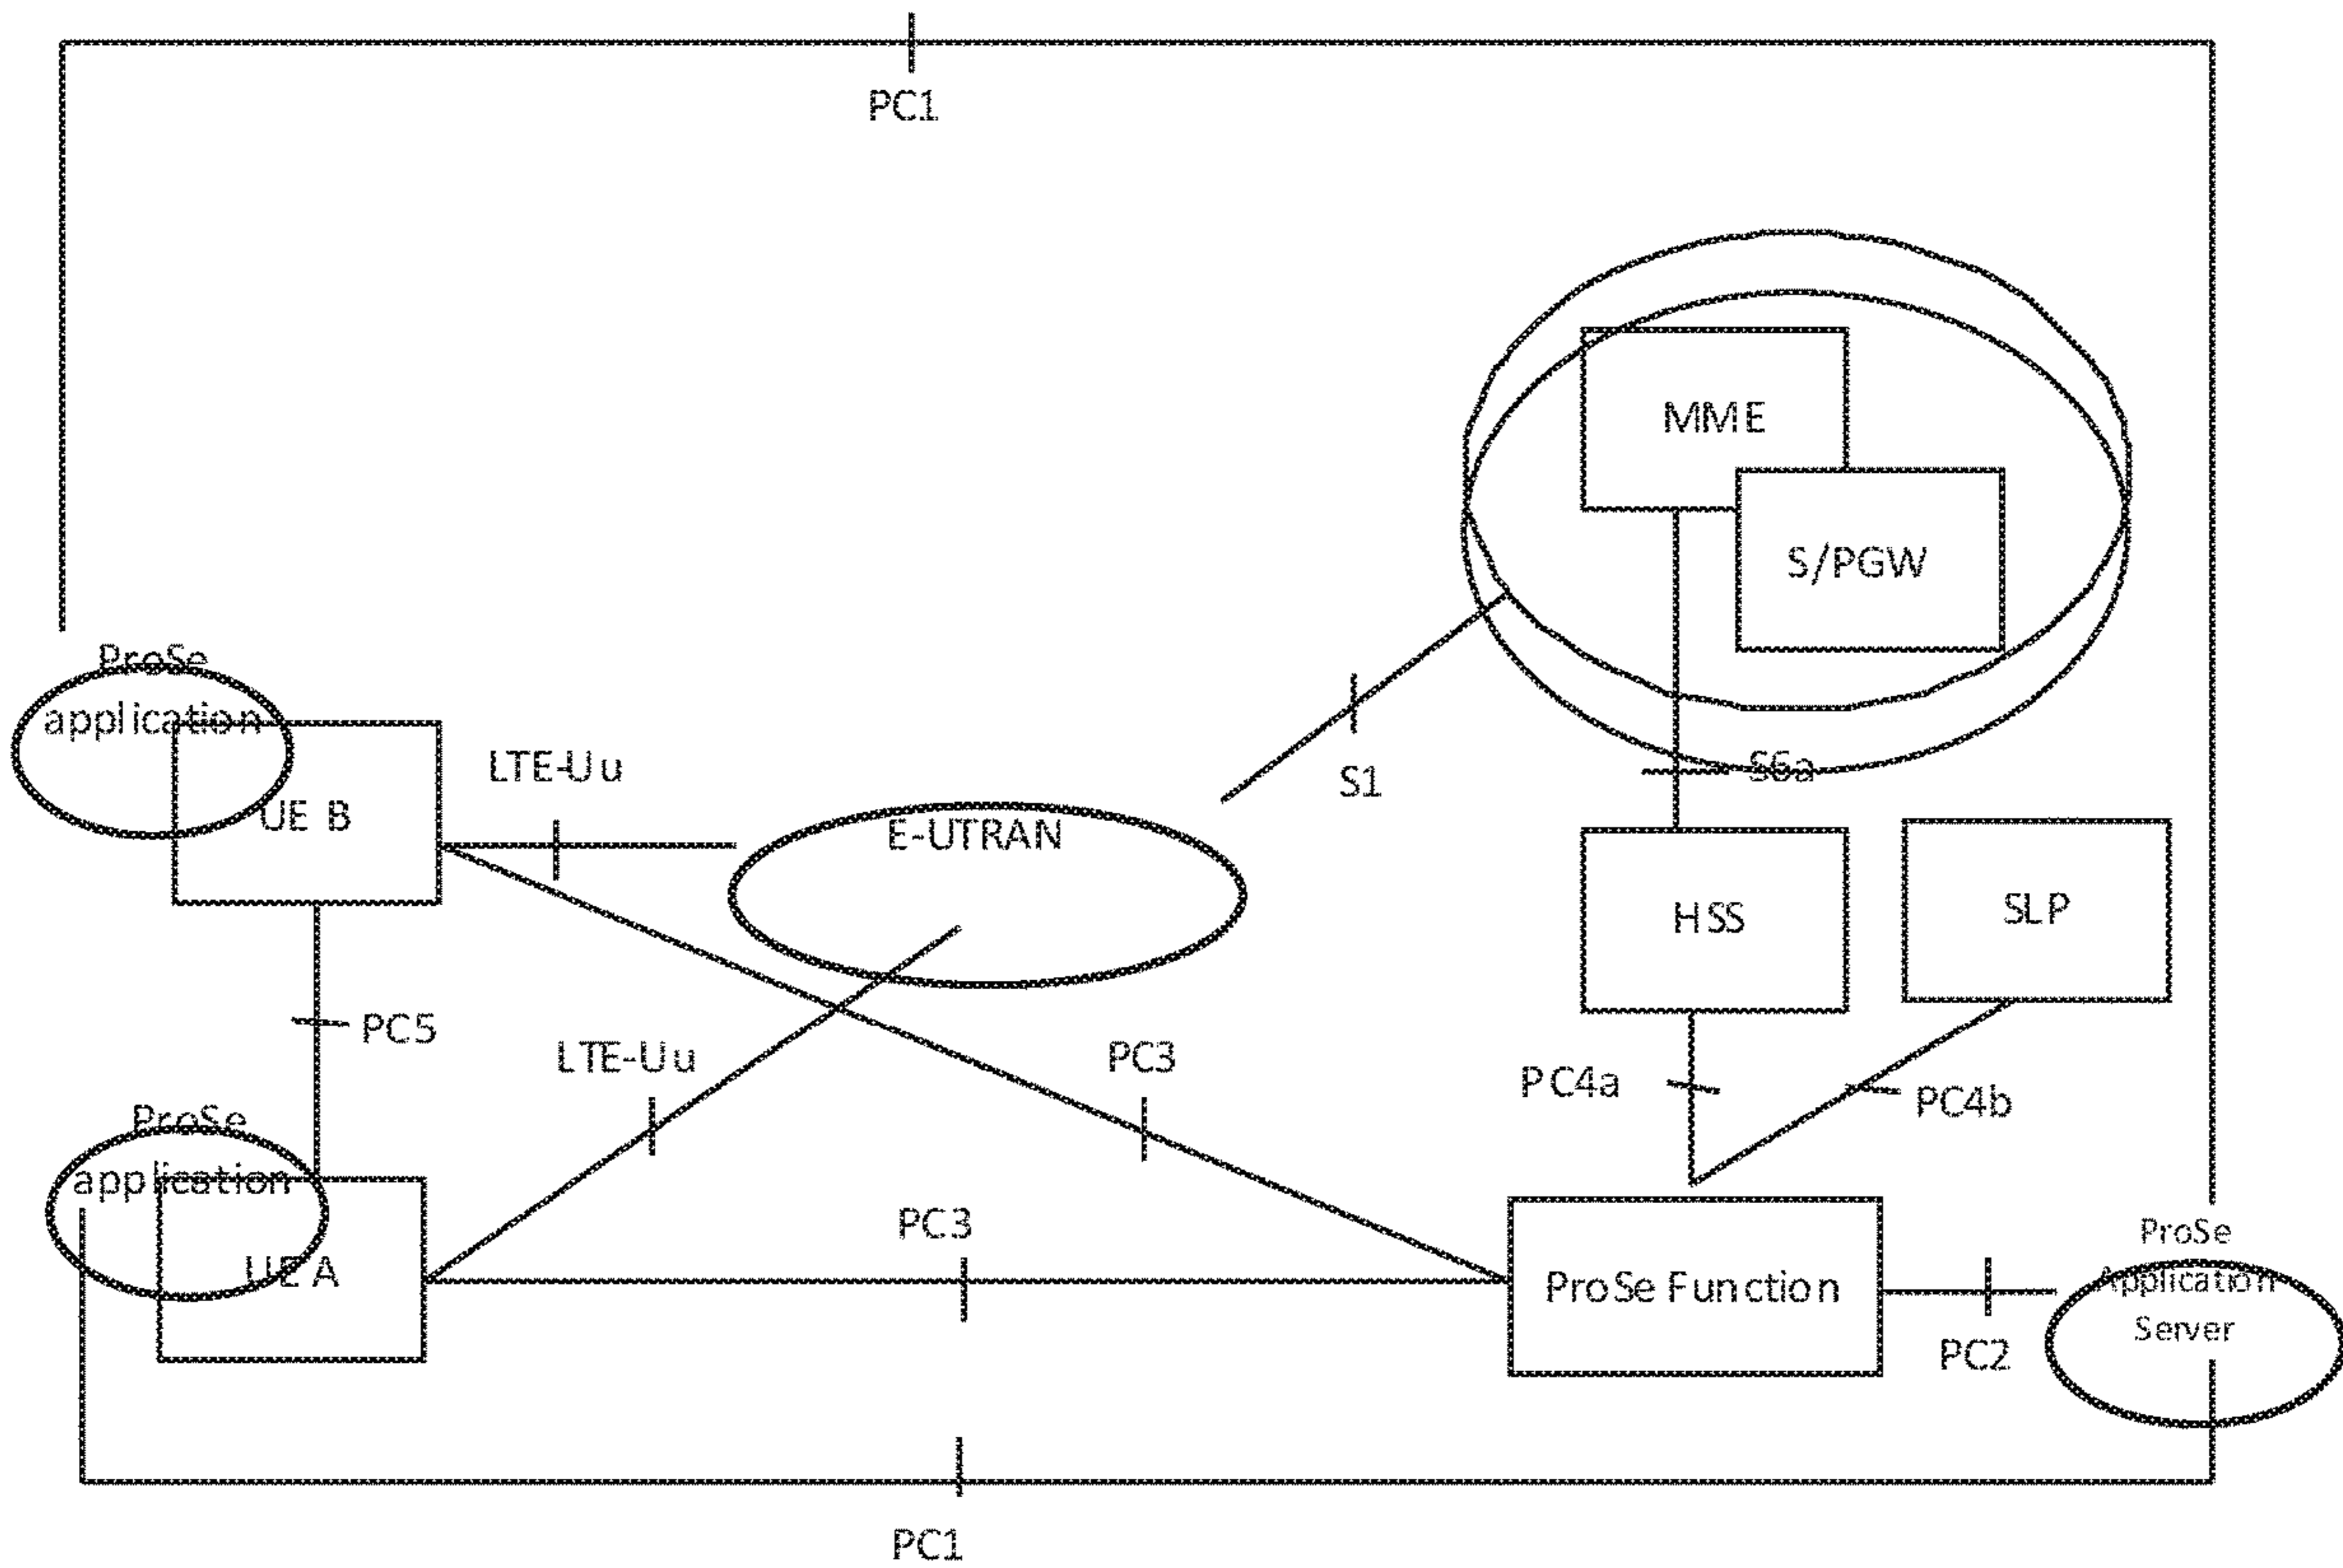 PC1
MME
S/PGW
ProSe
application
UE B
LTE-Uu
S1
S6a
E-UTRAN
HSS
SLP
PC5
LTE-Uu
PC3
PC4a
PC4b
ProSe
application
UE A
PC3
ProSe Function
PC2
ProSe
Application
Server
PC1